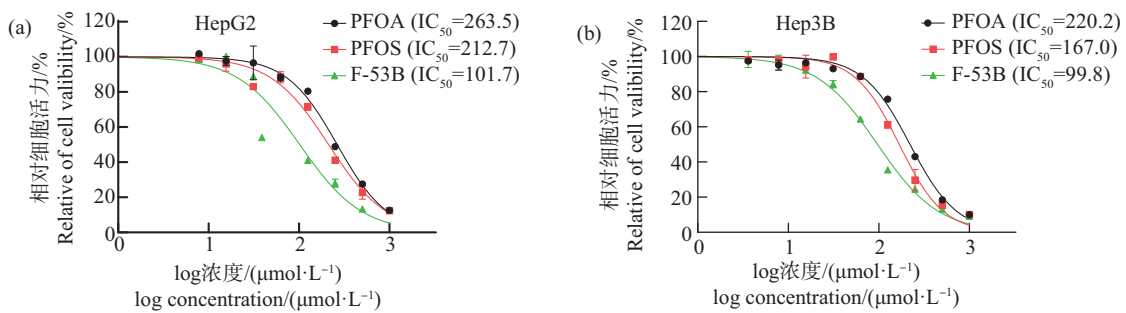 (a)
HepG2
PFOA (IC50=263.5)
PFOS (IC50=212.7)
F-53B (IC50=101.7)
相对细胞活力/%
Relative of cell valibility/%
120
100
80
60
40
20
0
0 1 2 3 4
log浓度/(μmol·L⁻¹)
log concentration/(μmol·L⁻¹)
(b)
Hep3B
PFOA (IC50=220.2)
PFOS (IC50=167.0)
F-53B (IC50=99.8)
相对细胞活力/%
Relative of cell valibility/%
120
100
80
60
40
20
0
0 1 2 3 4
log浓度/(μmol·L⁻¹)
log concentration/(μmol·L⁻¹)